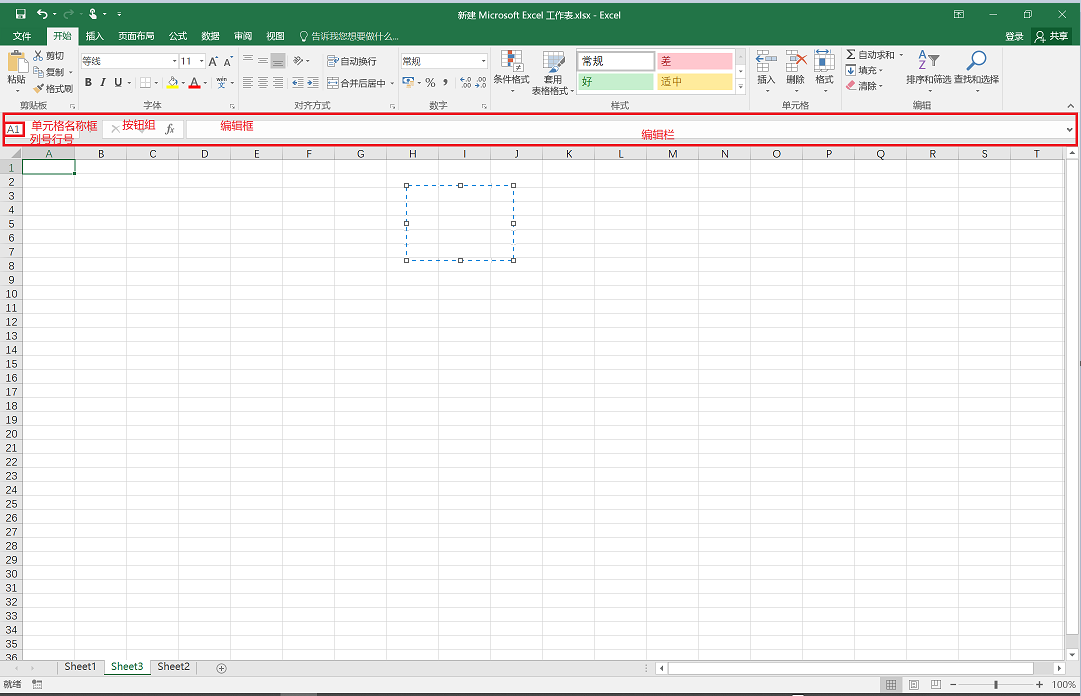 新建 Microsoft Excel 工作表.xlsx - Excel
文件 开始 插入 页面布局 公式 数据 审阅 视图 告诉我您想要做什么... 登录 共享
粘贴 剪切 复制 格式刷
等线 11
B I U A wén
自动换行
合并后居中
常规
%
条件格式 套用表格格式
常规 差
好 适中
插入 删除 格式
自动求和
填充
清除
排序和筛选 查找和选择
剪贴板 字体 对齐方式 数字 样式 单元格 编辑
A1 单元格名称框 按钮组 fx 编辑框 编辑栏
列号行号
A B C D E F G H I J K L M N O P Q R S T
1
2
3
4
5
6
7
8
9
10
11
12
13
14
15
16
17
18
19
20
21
22
23
24
25
26
27
28
29
30
31
32
33
34
35
36
Sheet1 Sheet3 Sheet2
就绪 100%